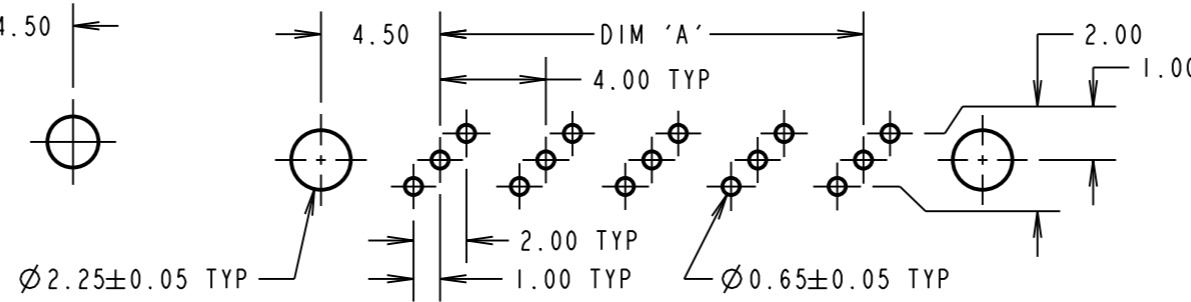 4.50
4.50
DIM 'A'
2.00
1.00
4.00 TYP
2.00 TYP
Ø2.25±0.05 TYP
1.00 TYP
Ø0.65±0.05 TYP